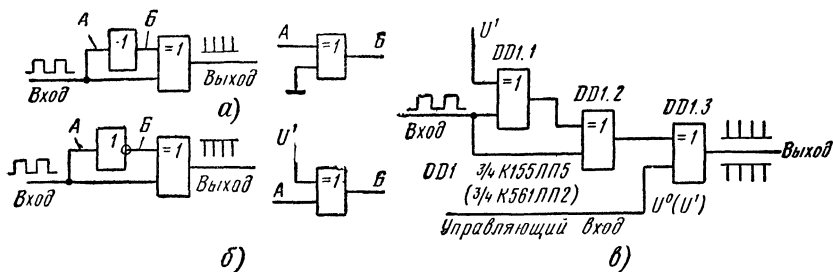 А
·1
Б
=1
Вход
Выход
а)
А
=1
Б
А
1
Б
=1
Вход
Выход
U'
А
=1
Б
б)
U'
DD1.1
=1
DD1.2
=1
DD1.3
=1
Вход
Выход
DD1 3/4 К155ЛП5
(3/4 К561ЛП2)
U⁰(U')
Управляющий вход
в)